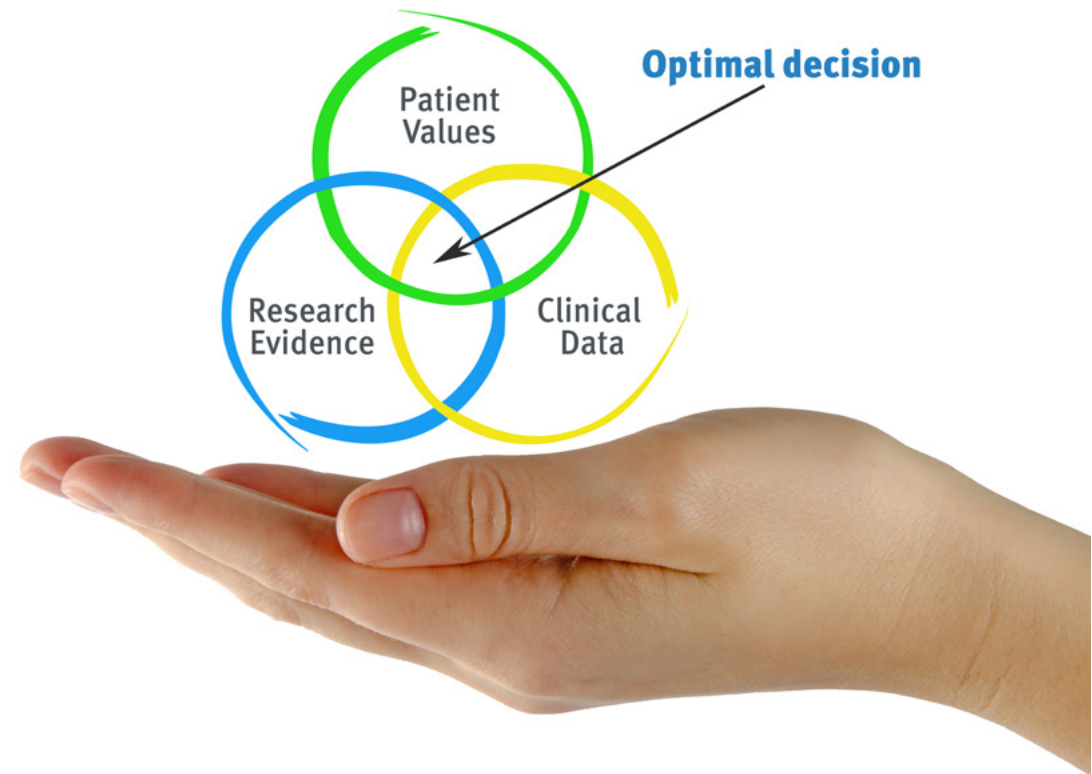 Optimal decision
Patient
Values
Research
Evidence
Clinical
Data